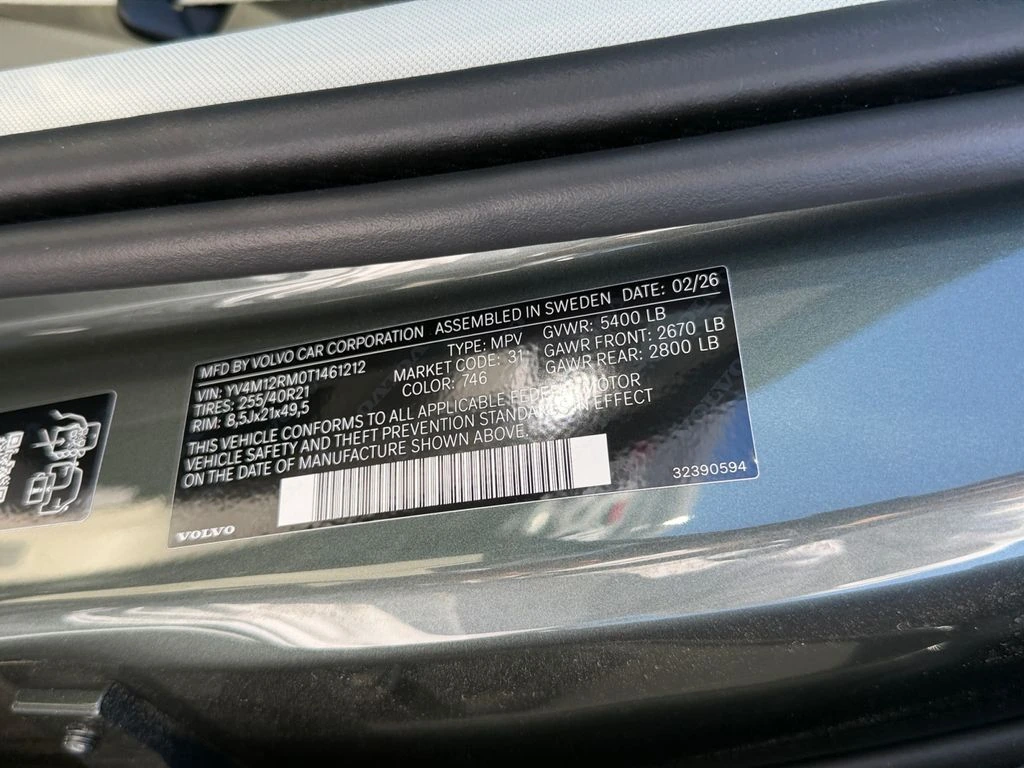 MFD BY VOLVO CAR CORPORATION ASSEMBLED IN SWEDEN DATE: 02/26
VIN: YV4M12RM0T1461212 TYPE: MPV GVWR: 5400 LB
TIRES: 255/40R21 MARKET CODE: 31 GAWR FRONT: 2670 LB
RIM: 8,5Jx21x49,5 COLOR: 746 GAWR REAR: 2800 LB
THIS VEHICLE CONFORMS TO ALL APPLICABLE FEDERAL MOTOR
VEHICLE SAFETY AND THEFT PREVENTION STANDARDS IN EFFECT
ON THE DATE OF MANUFACTURE SHOWN ABOVE.
32390594
VOLVO